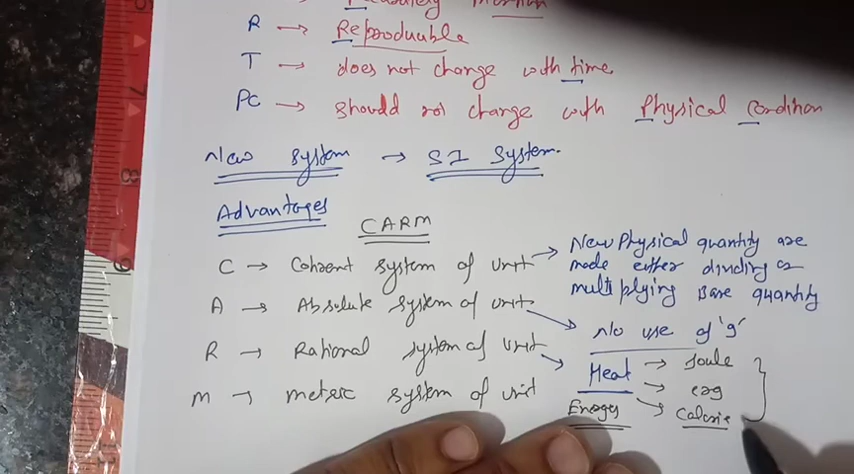 R → Reproduuable
T → does not change with time
PC → should not change with Physical condition
New system → SI System.
Advantages
CARM
C → Coherent system of unit → New Physical quantity are
made either dividing or
multiplying Base quantity
A → Absolute system of unit → n/o use of 'g'
R → Rational system of unit → Heat → Joule
→ erg
M → metric system of unit
Energy → Calorie